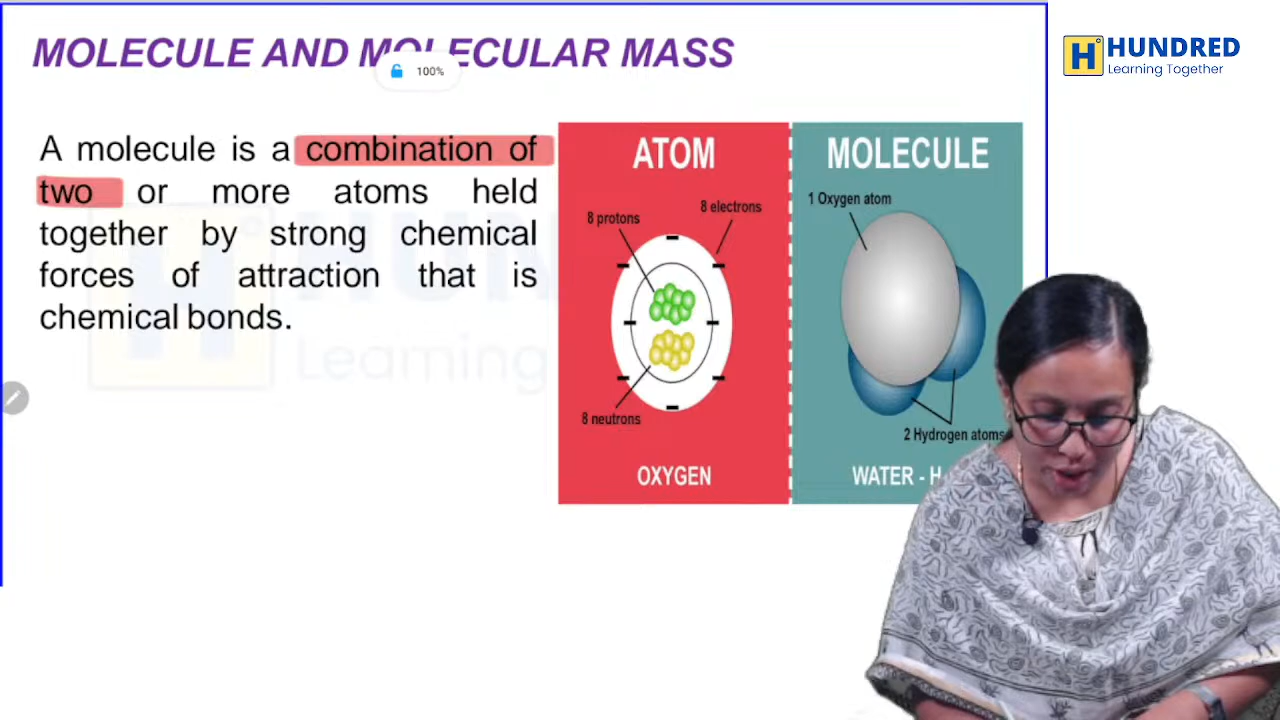 MOLECULE AND MOLECULAR MASS
100%
H° HUNDRED
Learning Together
A molecule is a combination of
two or more atoms held
together by strong chemical
forces of attraction that is
chemical bonds.
ATOM
8 protons
8 electrons
8 neutrons
OXYGEN
MOLECULE
1 Oxygen atom
2 Hydrogen atoms
WATER - H
Learning